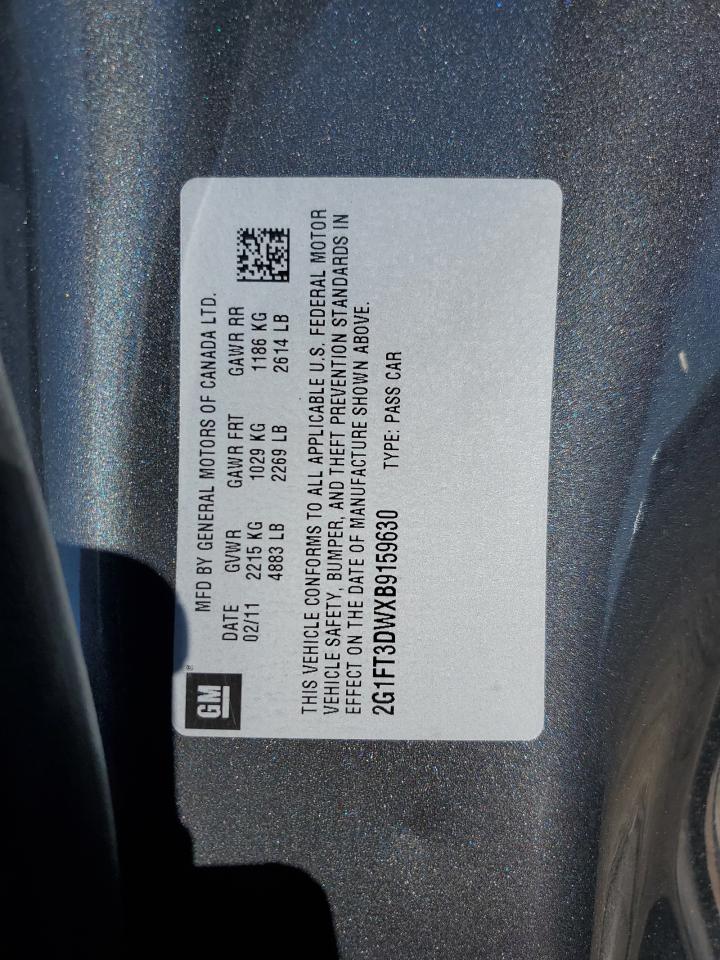 GM®
MFD BY GENERAL MOTORS OF CANADA LTD.
DATE GVWR GAWR FRT GAWR RR
02/11 2215 KG 1029 KG 1186 KG
4883 LB 2269 LB 2614 LB
THIS VEHICLE CONFORMS TO ALL APPLICABLE U.S. FEDERAL MOTOR
VEHICLE SAFETY, BUMPER, AND THEFT PREVENTION STANDARDS IN
EFFECT ON THE DATE OF MANUFACTURE SHOWN ABOVE.
2G1FT3DWXB9159630 TYPE: PASS CAR